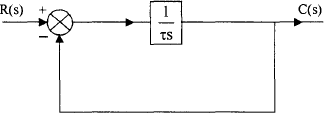 R(s) + 1 C(s)
− τs